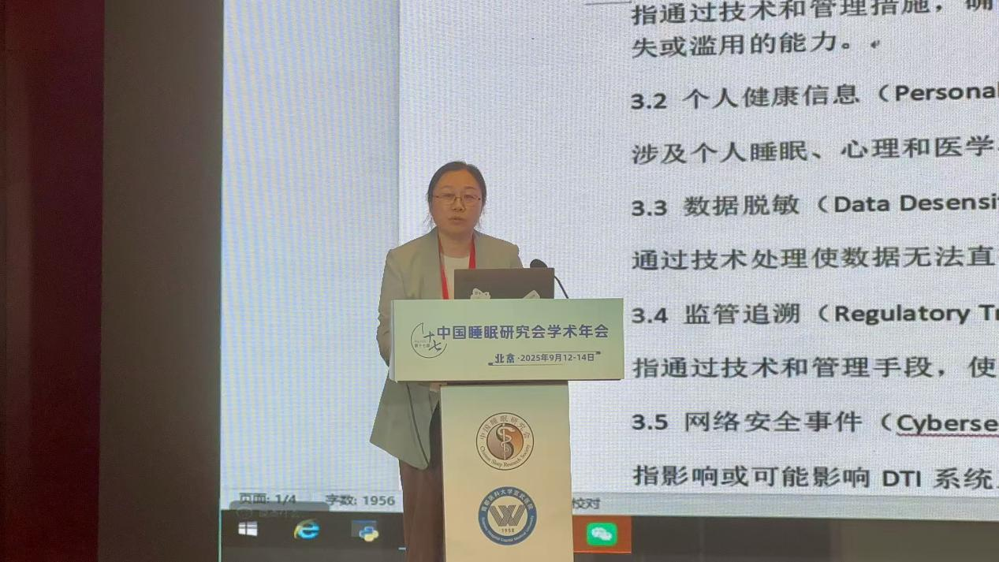 指通过技术和管理措施，确
失或滥用的能力。
3.2 个人健康信息（Personal
涉及个人睡眠、心理和医学
3.3 数据脱敏（Data Desensi
通过技术处理使数据无法直
3.4 监管追溯（Regulatory Tr
指通过技术和管理手段，使
3.5 网络安全事件（Cyberse
指影响或可能影响 DTI 系统
页面: 1/4 字数: 1956 校对
十七
第十七届
中国睡眠研究会学术年会
北京·2025年9月12-14日
中国睡眠研究会
Chinese Sleep Research Society
首都医科大学宣武医院
1958
Xuanwu Hospital Capital Medical University